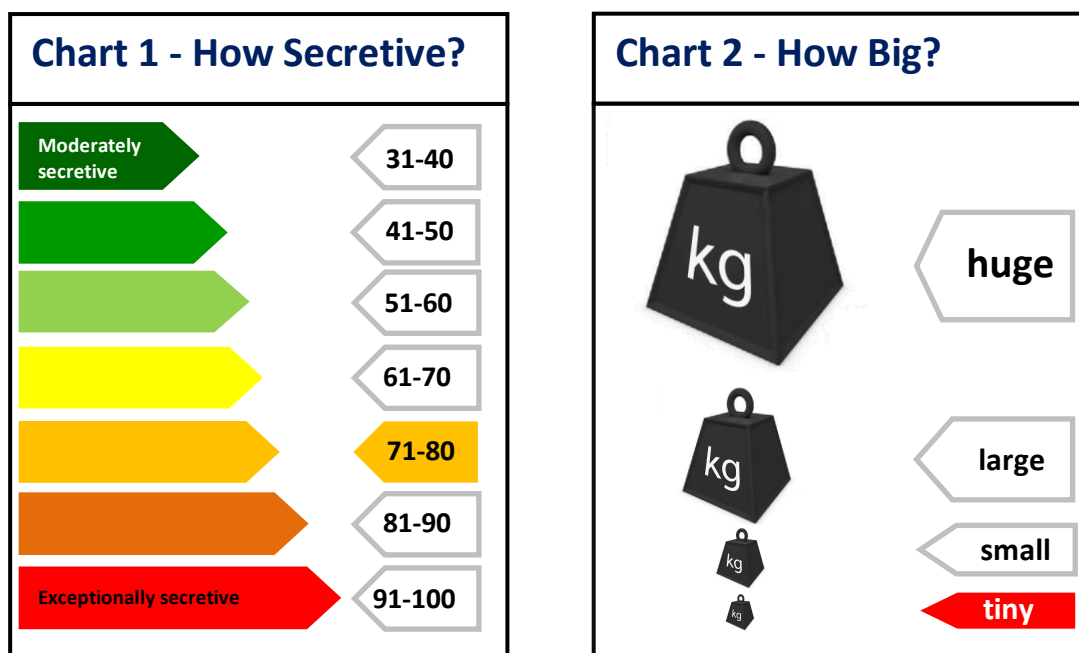 Chart 1 - How Secretive?
Moderately
secretive
31-40
41-50
51-60
61-70
71-80
81-90
Exceptionally secretive
91-100
Chart 2 - How Big?
kg
huge
kg
large
kg
small
kg
tiny